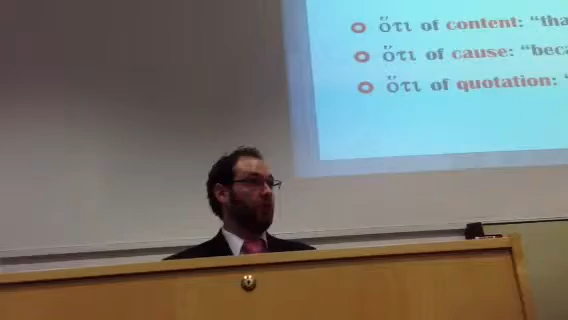 ὅτι of content: “tha
ὅτι of cause: “beca
ὅτι of quotation: “